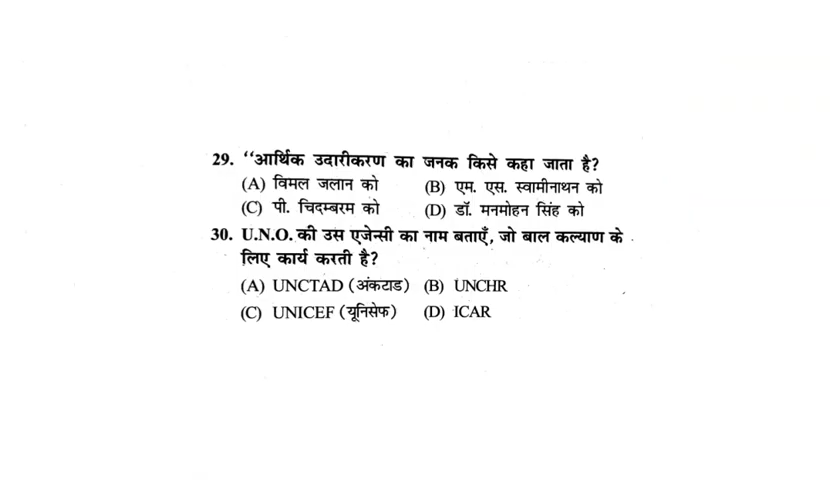 29. ‘‘आर्थिक उदारीकरण का जनक किसे कहा जाता है?
(A) विमल जलान को (B) एम. एस. स्वामीनाथन को
(C) पी. चिदम्बरम को (D) डॉ. मनमोहन सिंह को
30. U.N.O. की उस एजेन्सी का नाम बताएँ, जो बाल कल्याण के
लिए कार्य करती है?
(A) UNCTAD (अंकटाड) (B) UNCHR
(C) UNICEF (यूनिसेफ) (D) ICAR